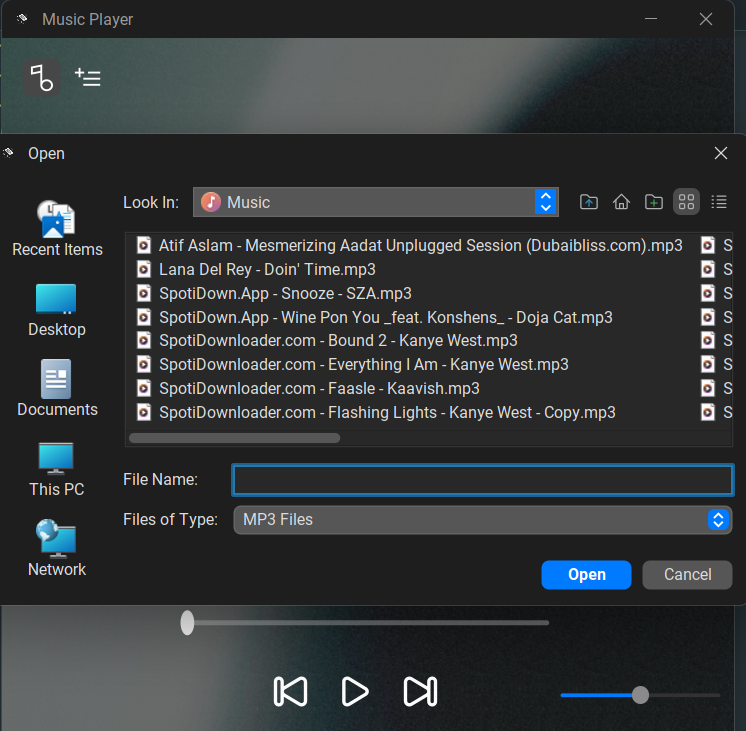 Music Player
Open
Look In:
Music
Recent Items
Desktop
Documents
This PC
Network
Atif Aslam - Mesmerizing Aadat Unplugged Session (Dubaibliss.com).mp3
Lana Del Rey - Doin' Time.mp3
SpotiDown.App - Snooze - SZA.mp3
SpotiDown.App - Wine Pon You _feat. Konshens_ - Doja Cat.mp3
SpotiDownloader.com - Bound 2 - Kanye West.mp3
SpotiDownloader.com - Everything I Am - Kanye West.mp3
SpotiDownloader.com - Faasle - Kaavish.mp3
SpotiDownloader.com - Flashing Lights - Kanye West - Copy.mp3
S
S
S
S
S
S
S
S
File Name:
Files of Type:
MP3 Files
Open
Cancel